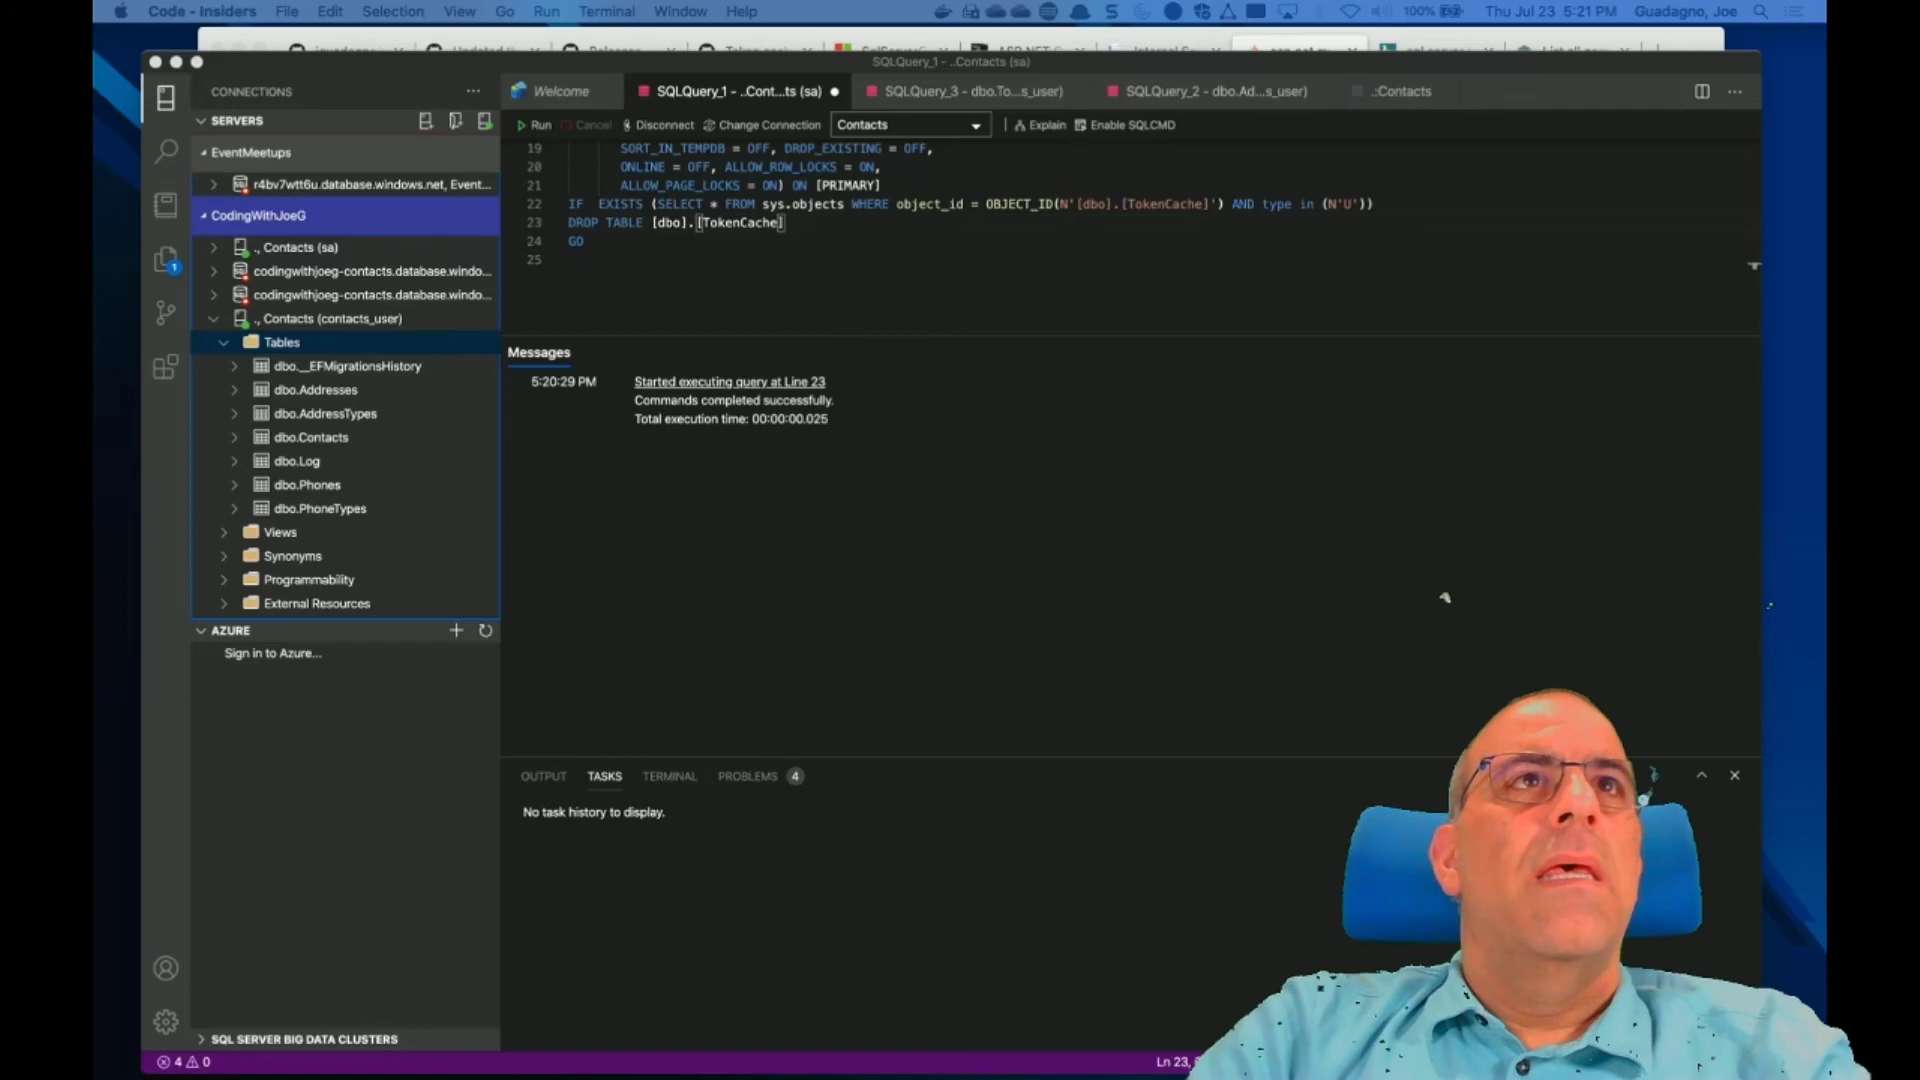 Code - Insiders File Edit Selection View Go Run Terminal Window Help
100% Thu Jul 23 5:21 PM Guadagno, Joe
SQLQuery_1 - ..Contacts (sa)
CONNECTIONS
Welcome
SQLQuery_1 - ..Cont...ts (sa)
SQLQuery_3 - dbo.To...s_user)
SQLQuery_2 - dbo.Ad...s_user)
.:Contacts
SERVERS
Run Cancel Disconnect Change Connection Contacts Explain Enable SQLCMD
19 SORT_IN_TEMPDB = OFF, DROP_EXISTING = OFF,
20 ONLINE = OFF, ALLOW_ROW_LOCKS = ON,
21 ALLOW_PAGE_LOCKS = ON) ON [PRIMARY]
22 IF EXISTS (SELECT * FROM sys.objects WHERE object_id = OBJECT_ID(N'[dbo].[TokenCache]') AND type in (N'U'))
23 DROP TABLE [dbo].[TokenCache]
24 GO
25
EventMeetups
r4bv7wtt6u.database.windows.net, Event...
CodingWithJoeG
., Contacts (sa)
codingwithjoeg-contacts.database.windo...
codingwithjoeg-contacts.database.windo...
., Contacts (contacts_user)
Tables
dbo.__EFMigrationsHistory
dbo.Addresses
dbo.AddressTypes
dbo.Contacts
dbo.Log
dbo.Phones
dbo.PhoneTypes
Views
Synonyms
Programmability
External Resources
AZURE
Sign in to Azure...
SQL SERVER BIG DATA CLUSTERS
1
Messages
5:20:29 PM Started executing query at Line 23
Commands completed successfully.
Total execution time: 00:00:00.025
OUTPUT TASKS TERMINAL PROBLEMS 4
No task history to display.
4 0
Ln 23,